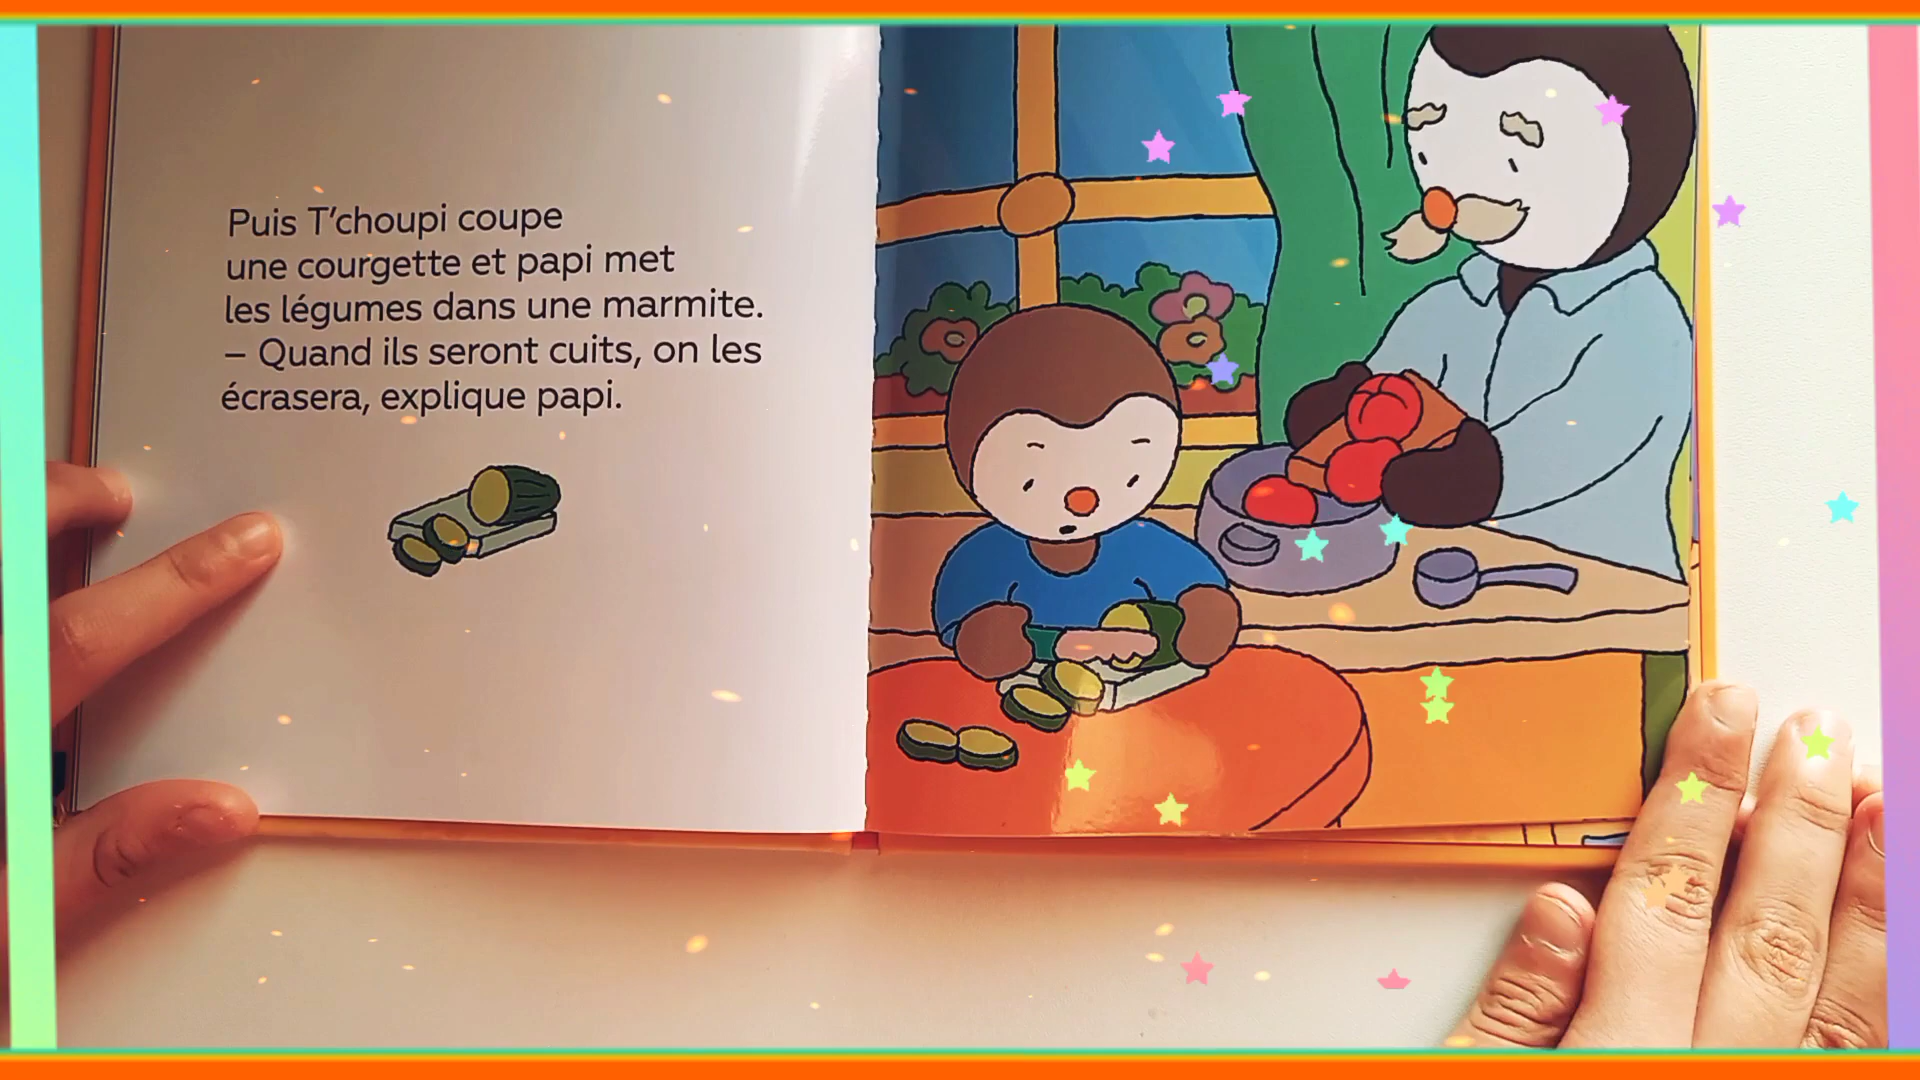 Puis T'choupi coupe
une courgette et papi met
les légumes dans une marmite.
– Quand ils seront cuits, on les
écrasera, explique papi.